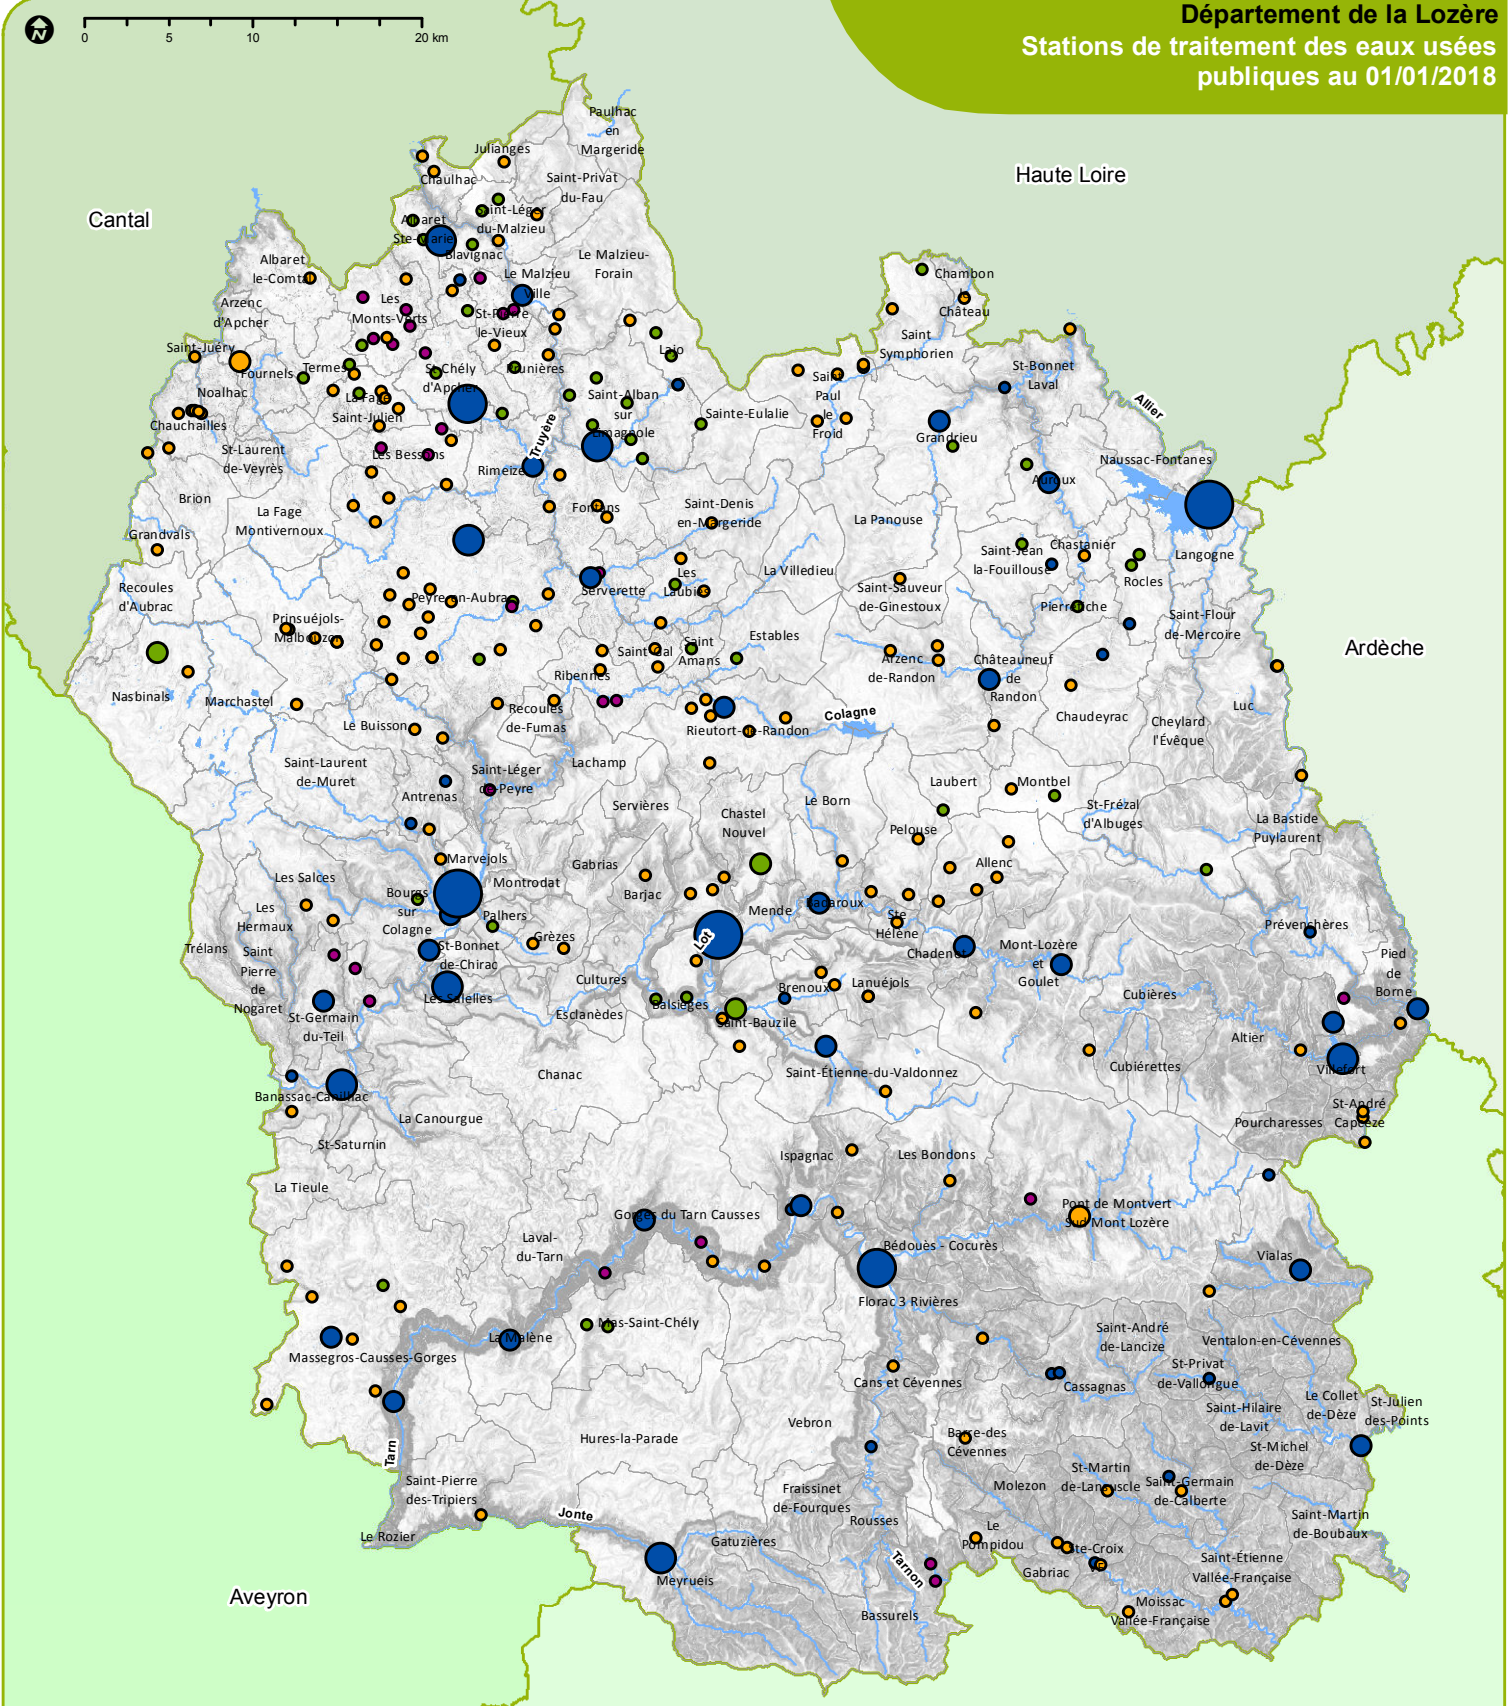 Département de la Lozère
Stations de traitement des eaux usées
publiques au 01/01/2018
N
0
5
10
20 km
Cantal
Haute Loire
Ardèche
Aveyron
Paulhac
en
Margeride
Julianges
Chaulhac
Saint-Privat
du-Fau
Saint-Léger
du-Malzieu
Albaret
Ste-Marie
Blavignac
Le Malzieu-
Forain
Le Malzieu
Ville
Albaret
le-Comtal
Arzenc
d'Apcher
Les
Monts-Verts
St-Pierre
le-Vieux
Chambon
le
Château
Saint
Symphorien
Saint-Juéry
Fournels
Termes
St-Chély
d'Apcher
Prunières
Lajo
St-Bonnet
Laval
Allier
Noalhac
La Fage
Saint-Julien
Saint-Alban
sur
Limagnole
Sainte-Eulalie
Saint
Paul
le
Froid
Grandrieu
Chauchailles
St-Laurent
de-Veyrès
Les Bessons
Rimeize
Truyère
Naussac-Fontanes
Auroux
Brion
La Fage
Montivernoux
Fontans
Saint-Denis
en-Margeride
La Panouse
Langogne
Grandvals
Saint-Jean
la-Fouillouse
Chastanier
Rocles
Recoules
d'Aubrac
Peyre-en-Aubrac
Serverette
Les
Laubies
La Villedieu
Saint-Sauveur
de-Ginestoux
Pierrefiche
Saint-Flour
de-Mercoire
Prinsuéjols-
Malbouzon
Saint-Gal
Saint
Amans
Estables
Arzenc
de-Randon
Châteauneuf
de
Randon
Nasbinals
Marchastel
Ribennes
Recoules
de-Fumas
Le Buisson
Rieutort-de-Randon
Colagne
Chaudeyrac
Cheylard
l'Évêque
Luc
Saint-Laurent
de-Muret
Antrenas
Saint-Léger
de-Peyre
Lachamp
Servières
Chastel
Nouvel
Le Born
Laubert
Montbel
St-Frézal
d'Albuges
La Bastide
Puylaurent
Pelouse
Marvejols
Montrodat
Gabrias
Barjac
Allenc
Les Salces
Bourgs
sur
Colagne
Palhers
Grèzes
Mende
Lot
Badaroux
Ste
Hélène
Prévenchères
Les
Hermaux
Trélans
Saint
Pierre
de
Nogaret
St-Bonnet
de-Chirac
Chadenet
Mont-Lozère
et
Goulet
Pied
de
Borne
Les Salelles
Cultures
Esclanèdes
Balsièges
Brenoux
Lanuéjols
Cubières
St-Germain
du-Teil
Saint-Bauzile
Altier
Chanac
Saint-Étienne-du-Valdonnez
Cubiérettes
Villefort
Banassac-Canilhac
La Canourgue
St-Saturnin
Pourcharesses
St-André
Capcèze
La Tieule
Ispagnac
Les Bondons
Gorges du Tarn Causses
Pont de Montvert
Sud Mont Lozère
Laval-
du-Tarn
Bédouès - Cocurès
Vialas
Florac 3 Rivières
La Malène
Mas-Saint-Chély
Saint-André
de-Lancize
Ventalon-en-Cévennes
Massegros-Causses-Gorges
Cans et Cévennes
Cassagnas
St-Privat
de-Vallongue
Le Collet
de-Dèze
St-Julien
des-Points
Saint-Hilaire
de-Lavit
Vebron
Barre-des
Cévennes
St-Michel
de-Dèze
Tarn
Hures-la-Parade
Saint-Pierre
des-Tripiers
Fraissinet
de-Fourques
Molezon
St-Martin
de-Lansuscle
Saint-Germain
de-Calberte
Saint-Martin
de-Boubaux
Le Rozier
Jonte
Gatuzières
Rousses
Le
Pompidou
Ste-Croix
Gabriac
Saint-Étienne
Vallée-Française
Meyrueis
Tarnon
Bassurels
Moissac
Vallée-Française